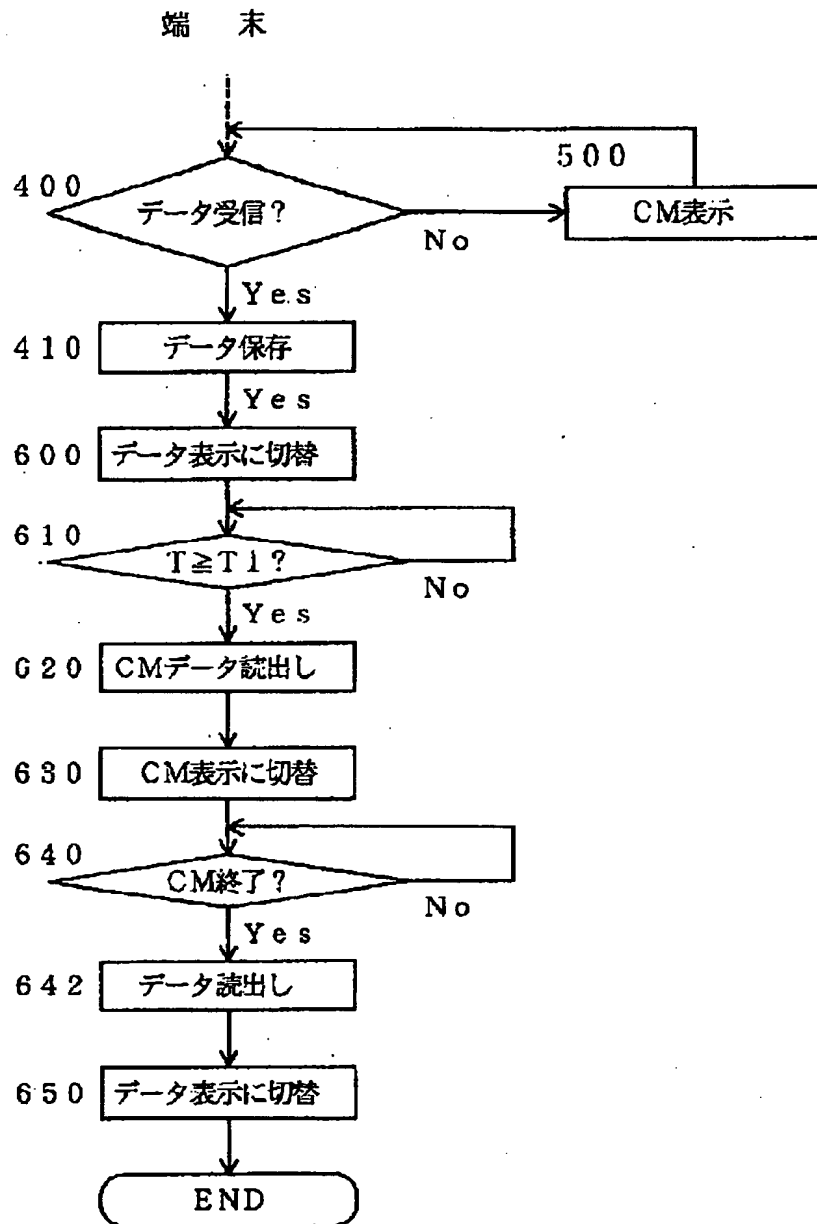 端 末
500
400
データ受信?
CM表示
No
Yes
410
データ保存
Yes
600
データ表示に切替
610
T≧T1?
No
Yes
620
CMデータ読出し
630
CM表示に切替
640
CM終了?
No
Yes
642
データ読出し
650
データ表示に切替
END